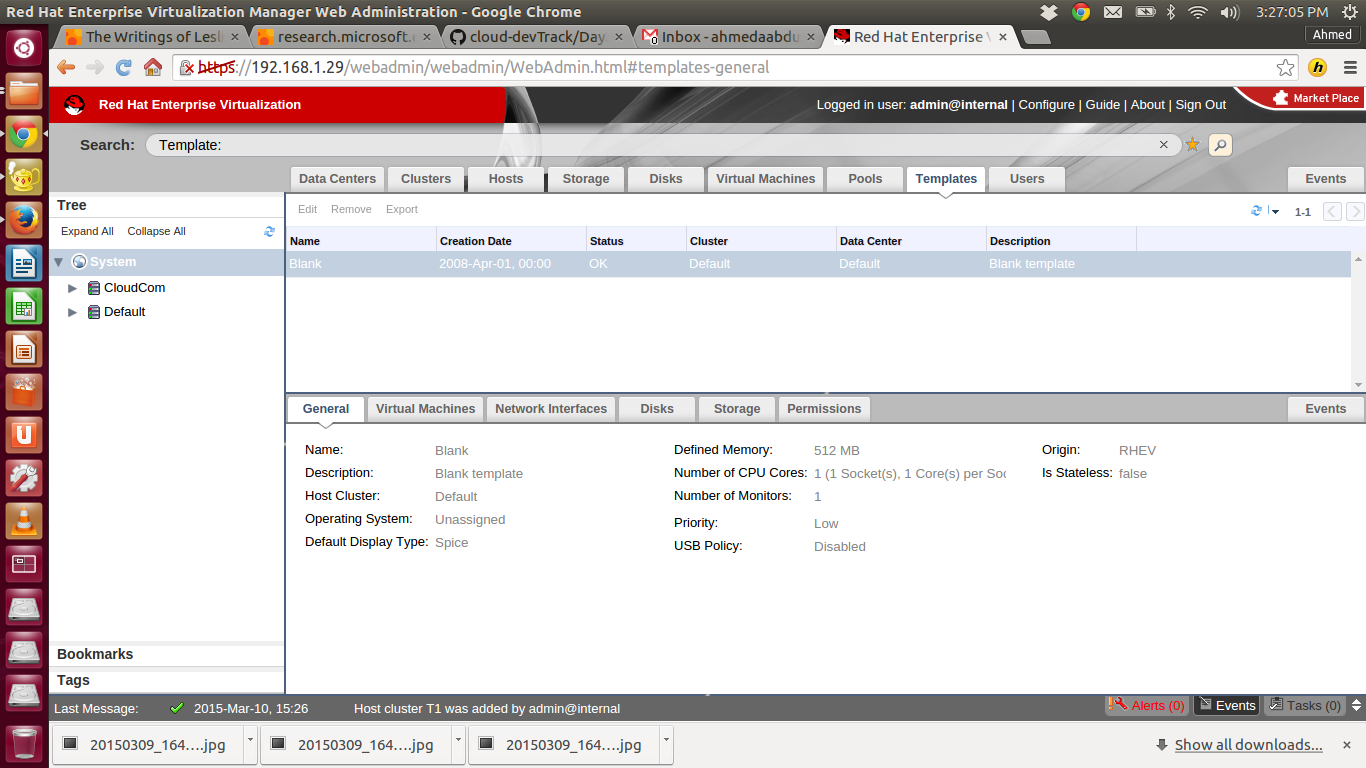 Red Hat Enterprise Virtualization Manager Web Administration - Google Chrome
3:27:05 PM
The Writings of Lesli
research.microsoft.
cloud-devTrack/Day
Inbox - ahmedaabdu
Red Hat Enterprise V
Ahmed
https://192.168.1.29/webadmin/webadmin/WebAdmin.html#templates-general
Red Hat Enterprise Virtualization
Logged in user: admin@internal | Configure | Guide | About | Sign Out
Market Place
Search:
Template:
Data Centers
Clusters
Hosts
Storage
Disks
Virtual Machines
Pools
Templates
Users
Events
Tree
Expand All Collapse All
System
CloudCom
Default
Bookmarks
Tags
Edit Remove Export
1-1
Name Creation Date Status Cluster Data Center Description
Blank 2008-Apr-01, 00:00 OK Default Default Blank template
General
Virtual Machines
Network Interfaces
Disks
Storage
Permissions
Events
Name: Blank
Description: Blank template
Host Cluster: Default
Operating System: Unassigned
Default Display Type: Spice
Defined Memory: 512 MB
Number of CPU Cores: 1 (1 Socket(s), 1 Core(s) per Soc
Number of Monitors: 1
Priority: Low
USB Policy: Disabled
Origin: RHEV
Is Stateless: false
Last Message: 2015-Mar-10, 15:26 Host cluster T1 was added by admin@internal
Alerts (0)
Events
Tasks (0)
20150309_164....jpg
20150309_164....jpg
20150309_164....jpg
Show all downloads...